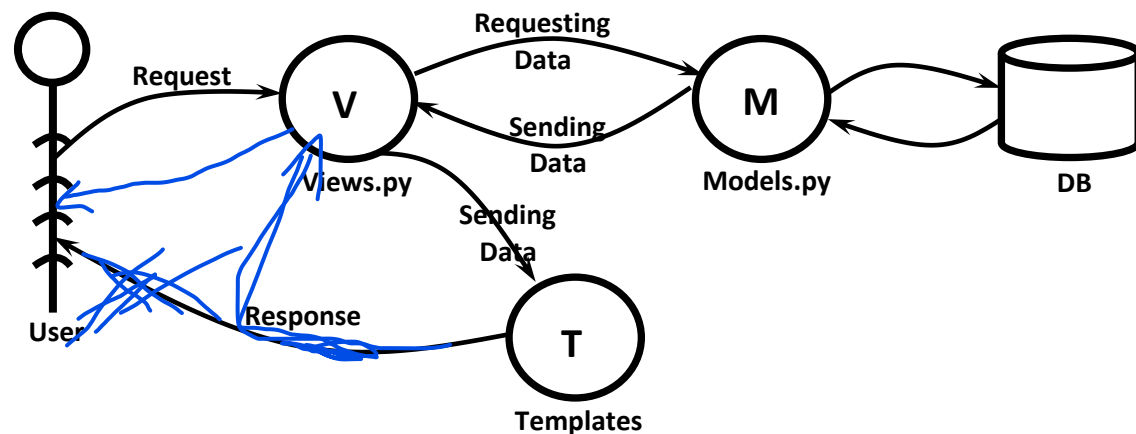 Request
V
Views.py
Requesting
Data
Sending
Data
M
Models.py
DB
Sending
Data
User
Response
T
Templates